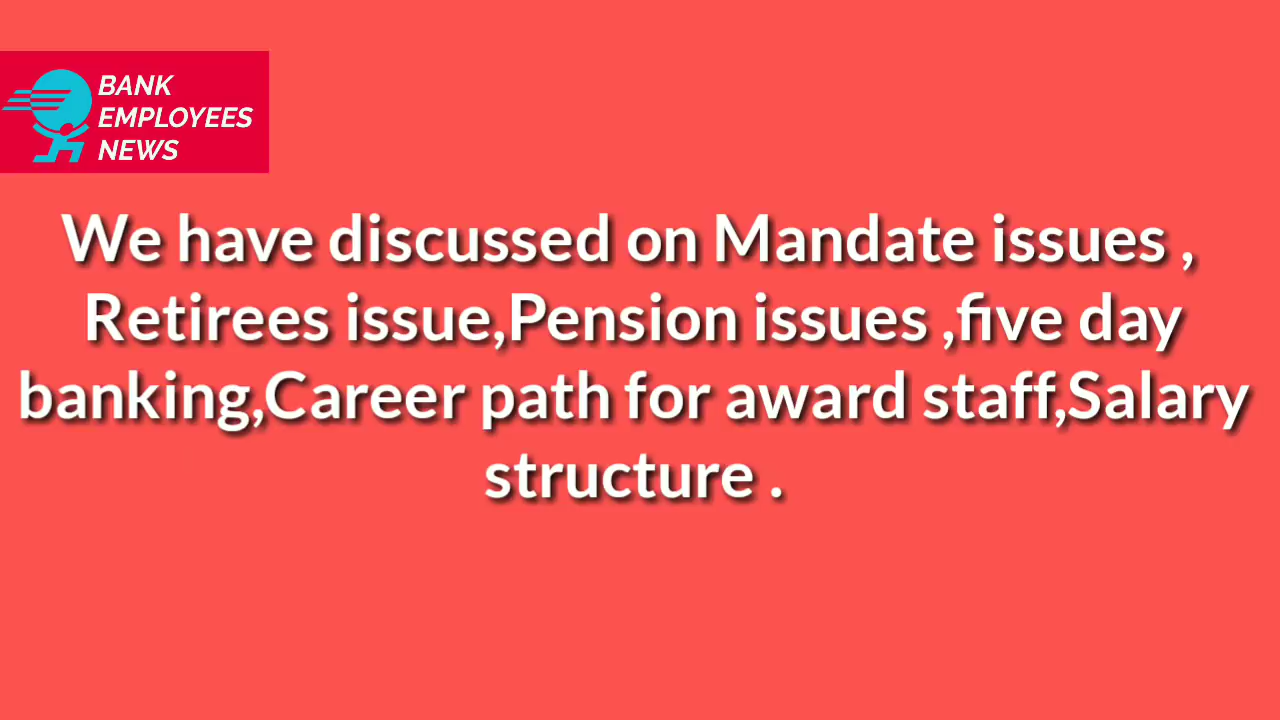 BANK
EMPLOYEES
NEWS
We have discussed on Mandate issues ,
Retirees issue,Pension issues ,five day
banking,Career path for award staff,Salary
structure .